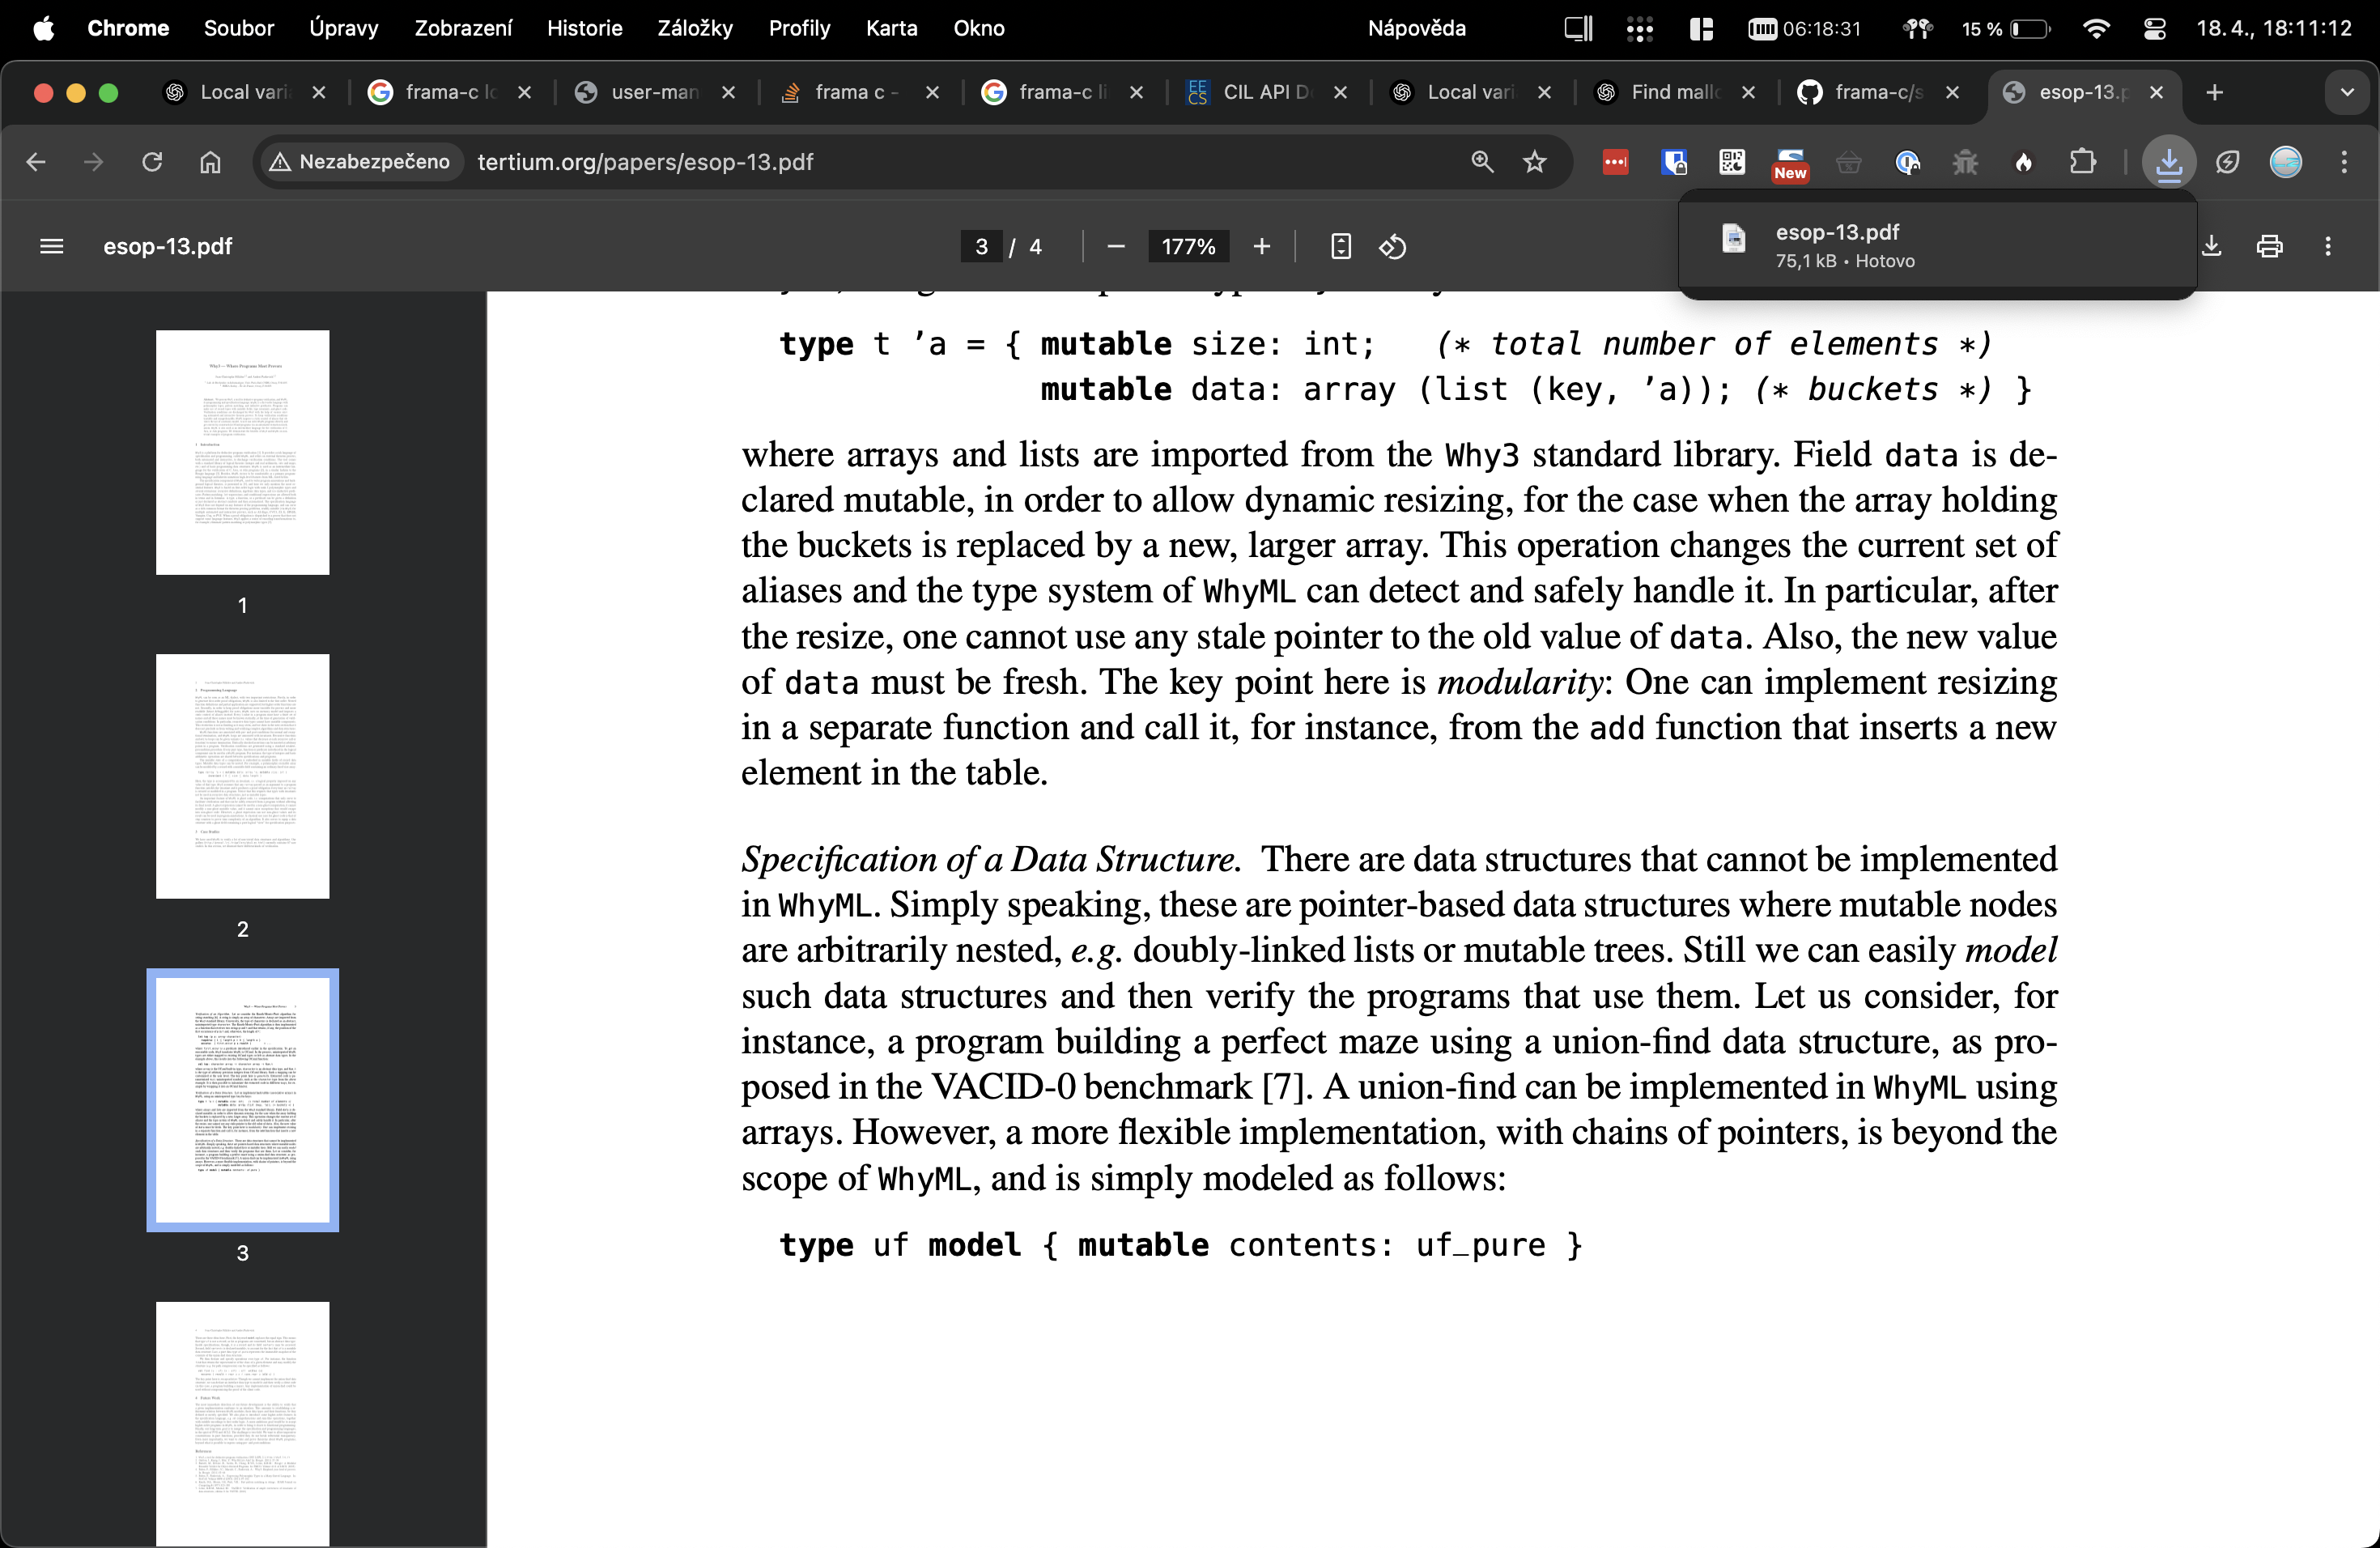 Chrome Soubor Úpravy Zobrazení Historie Záložky Profily Karta Okno Nápověda 06:18:31 15 % 18.4., 18:11:12
Local vari frama-c lo user-man frama c - frama-c li EECS CIL API D Local vari Find mallo frama-c/s esop-13.p
Nezabezpečeno tertium.org/papers/esop-13.pdf New
esop-13.pdf 3 / 4 177%
esop-13.pdf
75,1 kB • Hotovo
1
2
3
type t ’a = { mutable size: int; (* total number of elements *)
mutable data: array (list (key, ’a)); (* buckets *) }
where arrays and lists are imported from the Why3 standard library. Field data is de-
clared mutable, in order to allow dynamic resizing, for the case when the array holding
the buckets is replaced by a new, larger array. This operation changes the current set of
aliases and the type system of WhyML can detect and safely handle it. In particular, after
the resize, one cannot use any stale pointer to the old value of data. Also, the new value
of data must be fresh. The key point here is modularity: One can implement resizing
in a separate function and call it, for instance, from the add function that inserts a new
element in the table.
Specification of a Data Structure. There are data structures that cannot be implemented
in WhyML. Simply speaking, these are pointer-based data structures where mutable nodes
are arbitrarily nested, e.g. doubly-linked lists or mutable trees. Still we can easily model
such data structures and then verify the programs that use them. Let us consider, for
instance, a program building a perfect maze using a union-find data structure, as pro-
posed in the VACID-0 benchmark [7]. A union-find can be implemented in WhyML using
arrays. However, a more flexible implementation, with chains of pointers, is beyond the
scope of WhyML, and is simply modeled as follows:
type uf model { mutable contents: uf_pure }